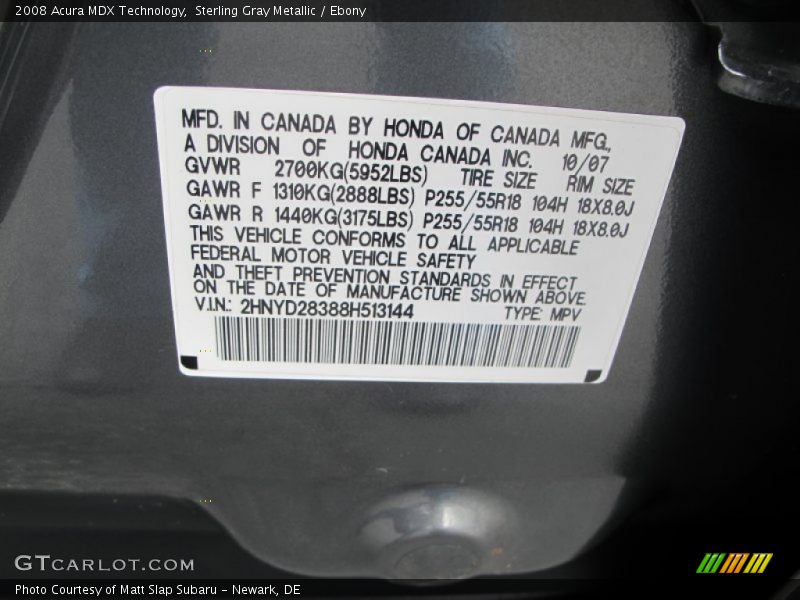 2008 Acura MDX Technology,  Sterling Gray Metallic / Ebony
MFD. IN CANADA BY HONDA OF CANADA MFG.,
A DIVISION OF HONDA CANADA INC. 10/07
GVWR 2700KG(5952LBS) TIRE SIZE RIM SIZE
GAWR F 1310KG(2888LBS) P255/55R18 104H 18X8.0J
GAWR R 1440KG(3175LBS) P255/55R18 104H 18X8.0J
THIS VEHICLE CONFORMS TO ALL APPLICABLE
FEDERAL MOTOR VEHICLE SAFETY
AND THEFT PREVENTION STANDARDS IN EFFECT
ON THE DATE OF MANUFACTURE SHOWN ABOVE.
V.I.N.: 2HNYD28388H513144 TYPE: MPV
GTCARLOT.COM
Photo Courtesy of Matt Slap Subaru - Newark, DE